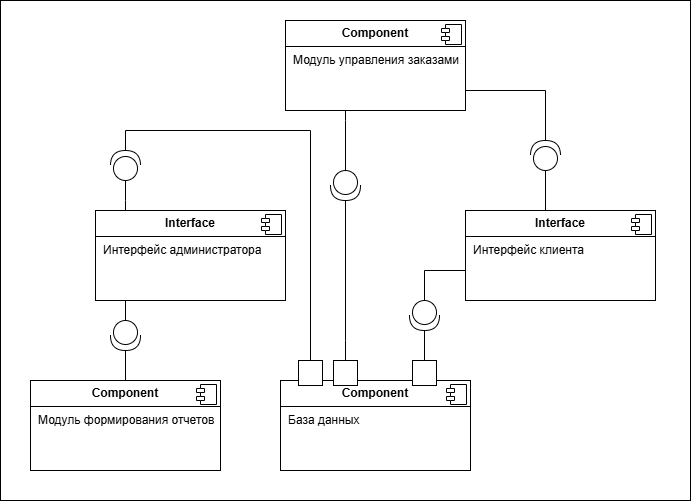 Component
Модуль управления заказами
Interface
Интерфейс администратора
Interface
Интерфейс клиента
Component
Модуль формирования отчетов
Component
База данных